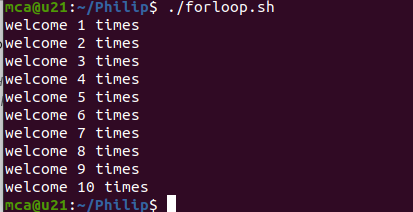 mca@u21:~/Philip$ ./forloop.sh
welcome 1 times
welcome 2 times
welcome 3 times
welcome 4 times
welcome 5 times
welcome 6 times
welcome 7 times
welcome 8 times
welcome 9 times
welcome 10 times
mca@u21:~/Philip$